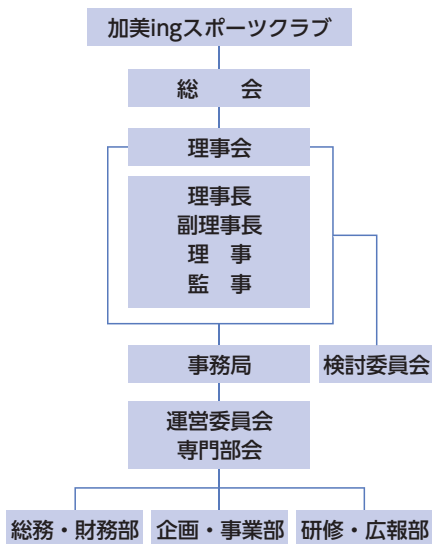 加美ingスポーツクラブ
総　会
理事会
理事長
副理事長
理　事
監　事
事務局
検討委員会
運営委員会
専門部会
総務・財務部
企画・事業部
研修・広報部